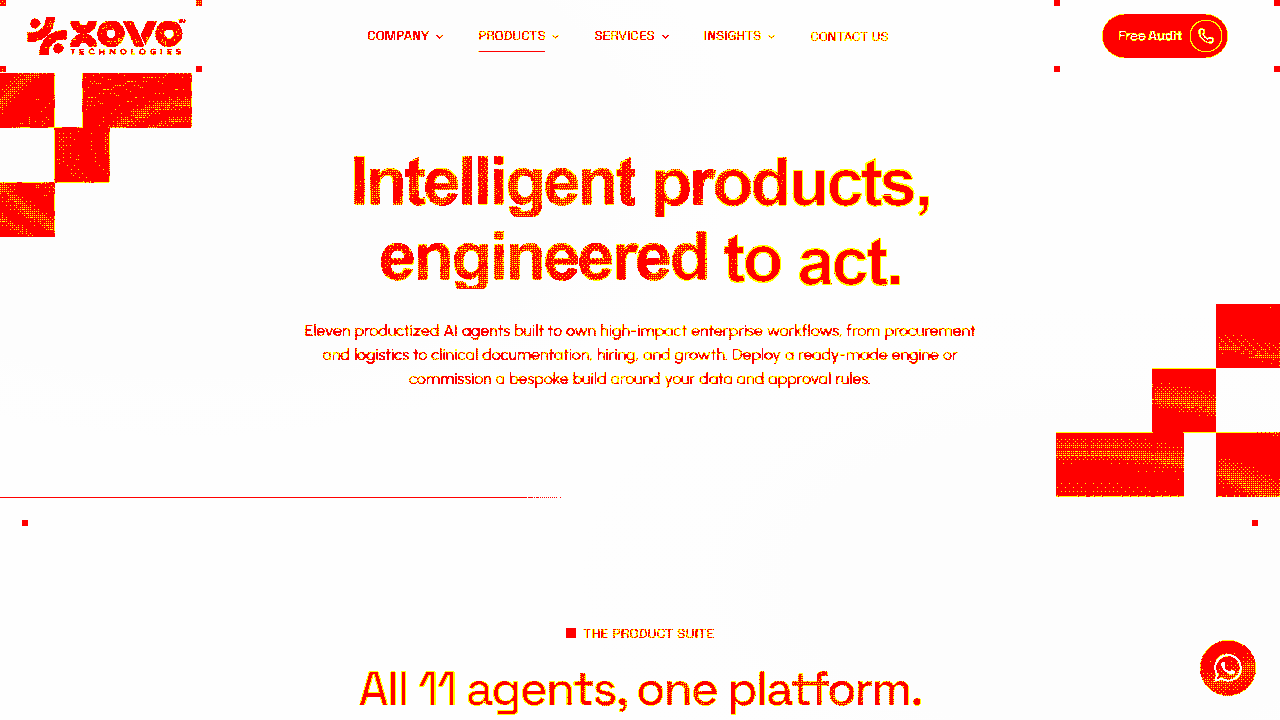 XOVO
TECHNOLOGIES
COMPANY
PRODUCTS
SERVICES
INSIGHTS
CONTACT US
Free Audit
Intelligent products,
engineered to act.
Eleven productized AI agents built to own high-impact enterprise workflows, from procurement
and logistics to clinical documentation, hiring, and growth. Deploy a ready-made engine or
commission a bespoke build around your data and approval rules.
THE PRODUCT SUITE
All 11 agents, one platform.